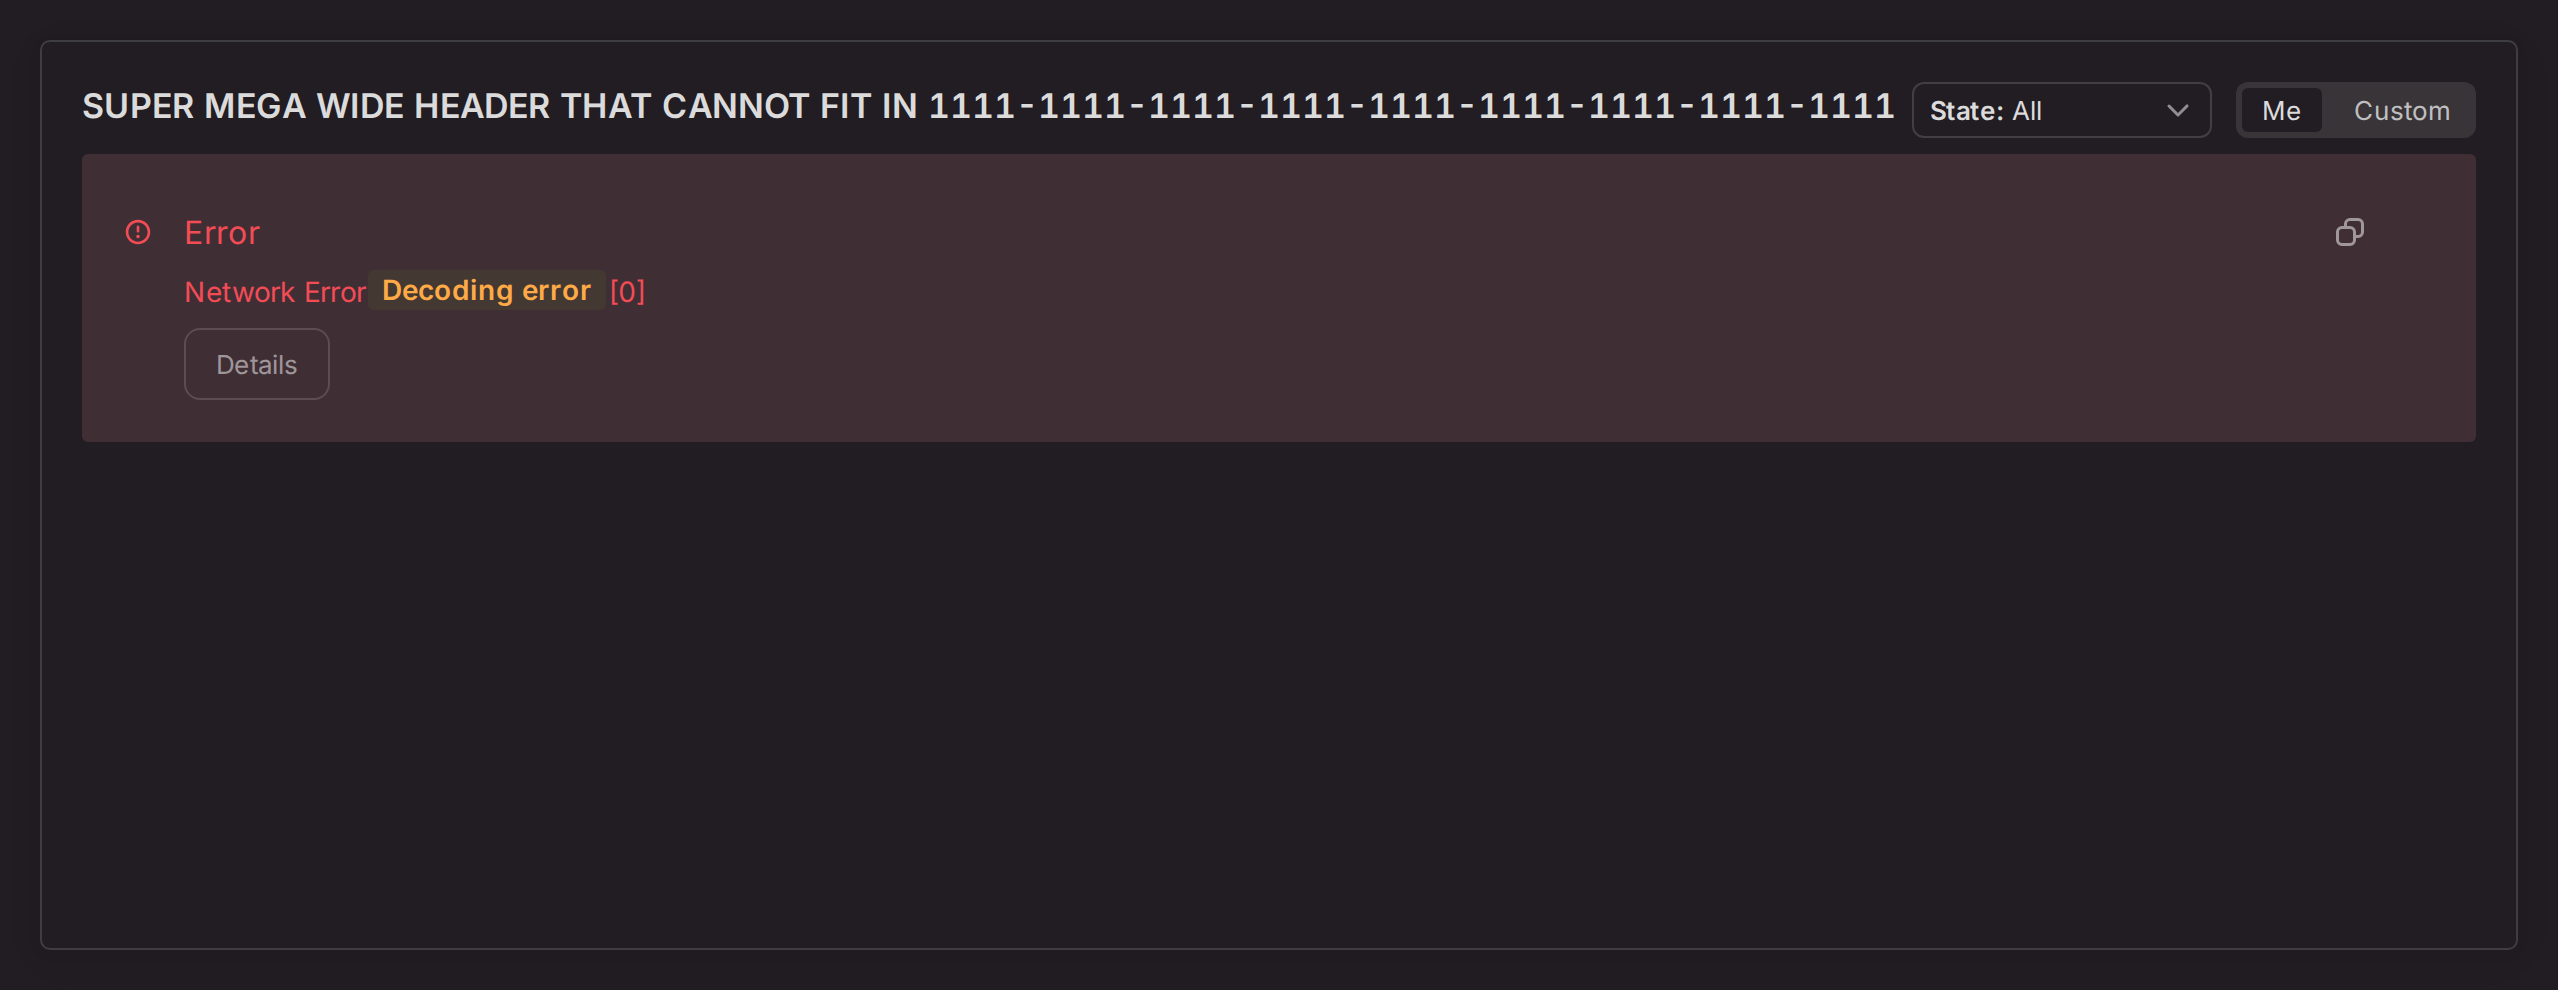 SUPER MEGA WIDE HEADER THAT CANNOT FIT IN 1111-1111-1111-1111-1111-1111-1111-1111-1111 State: All Me Custom
Error
Network Error Decoding error [0]
Details